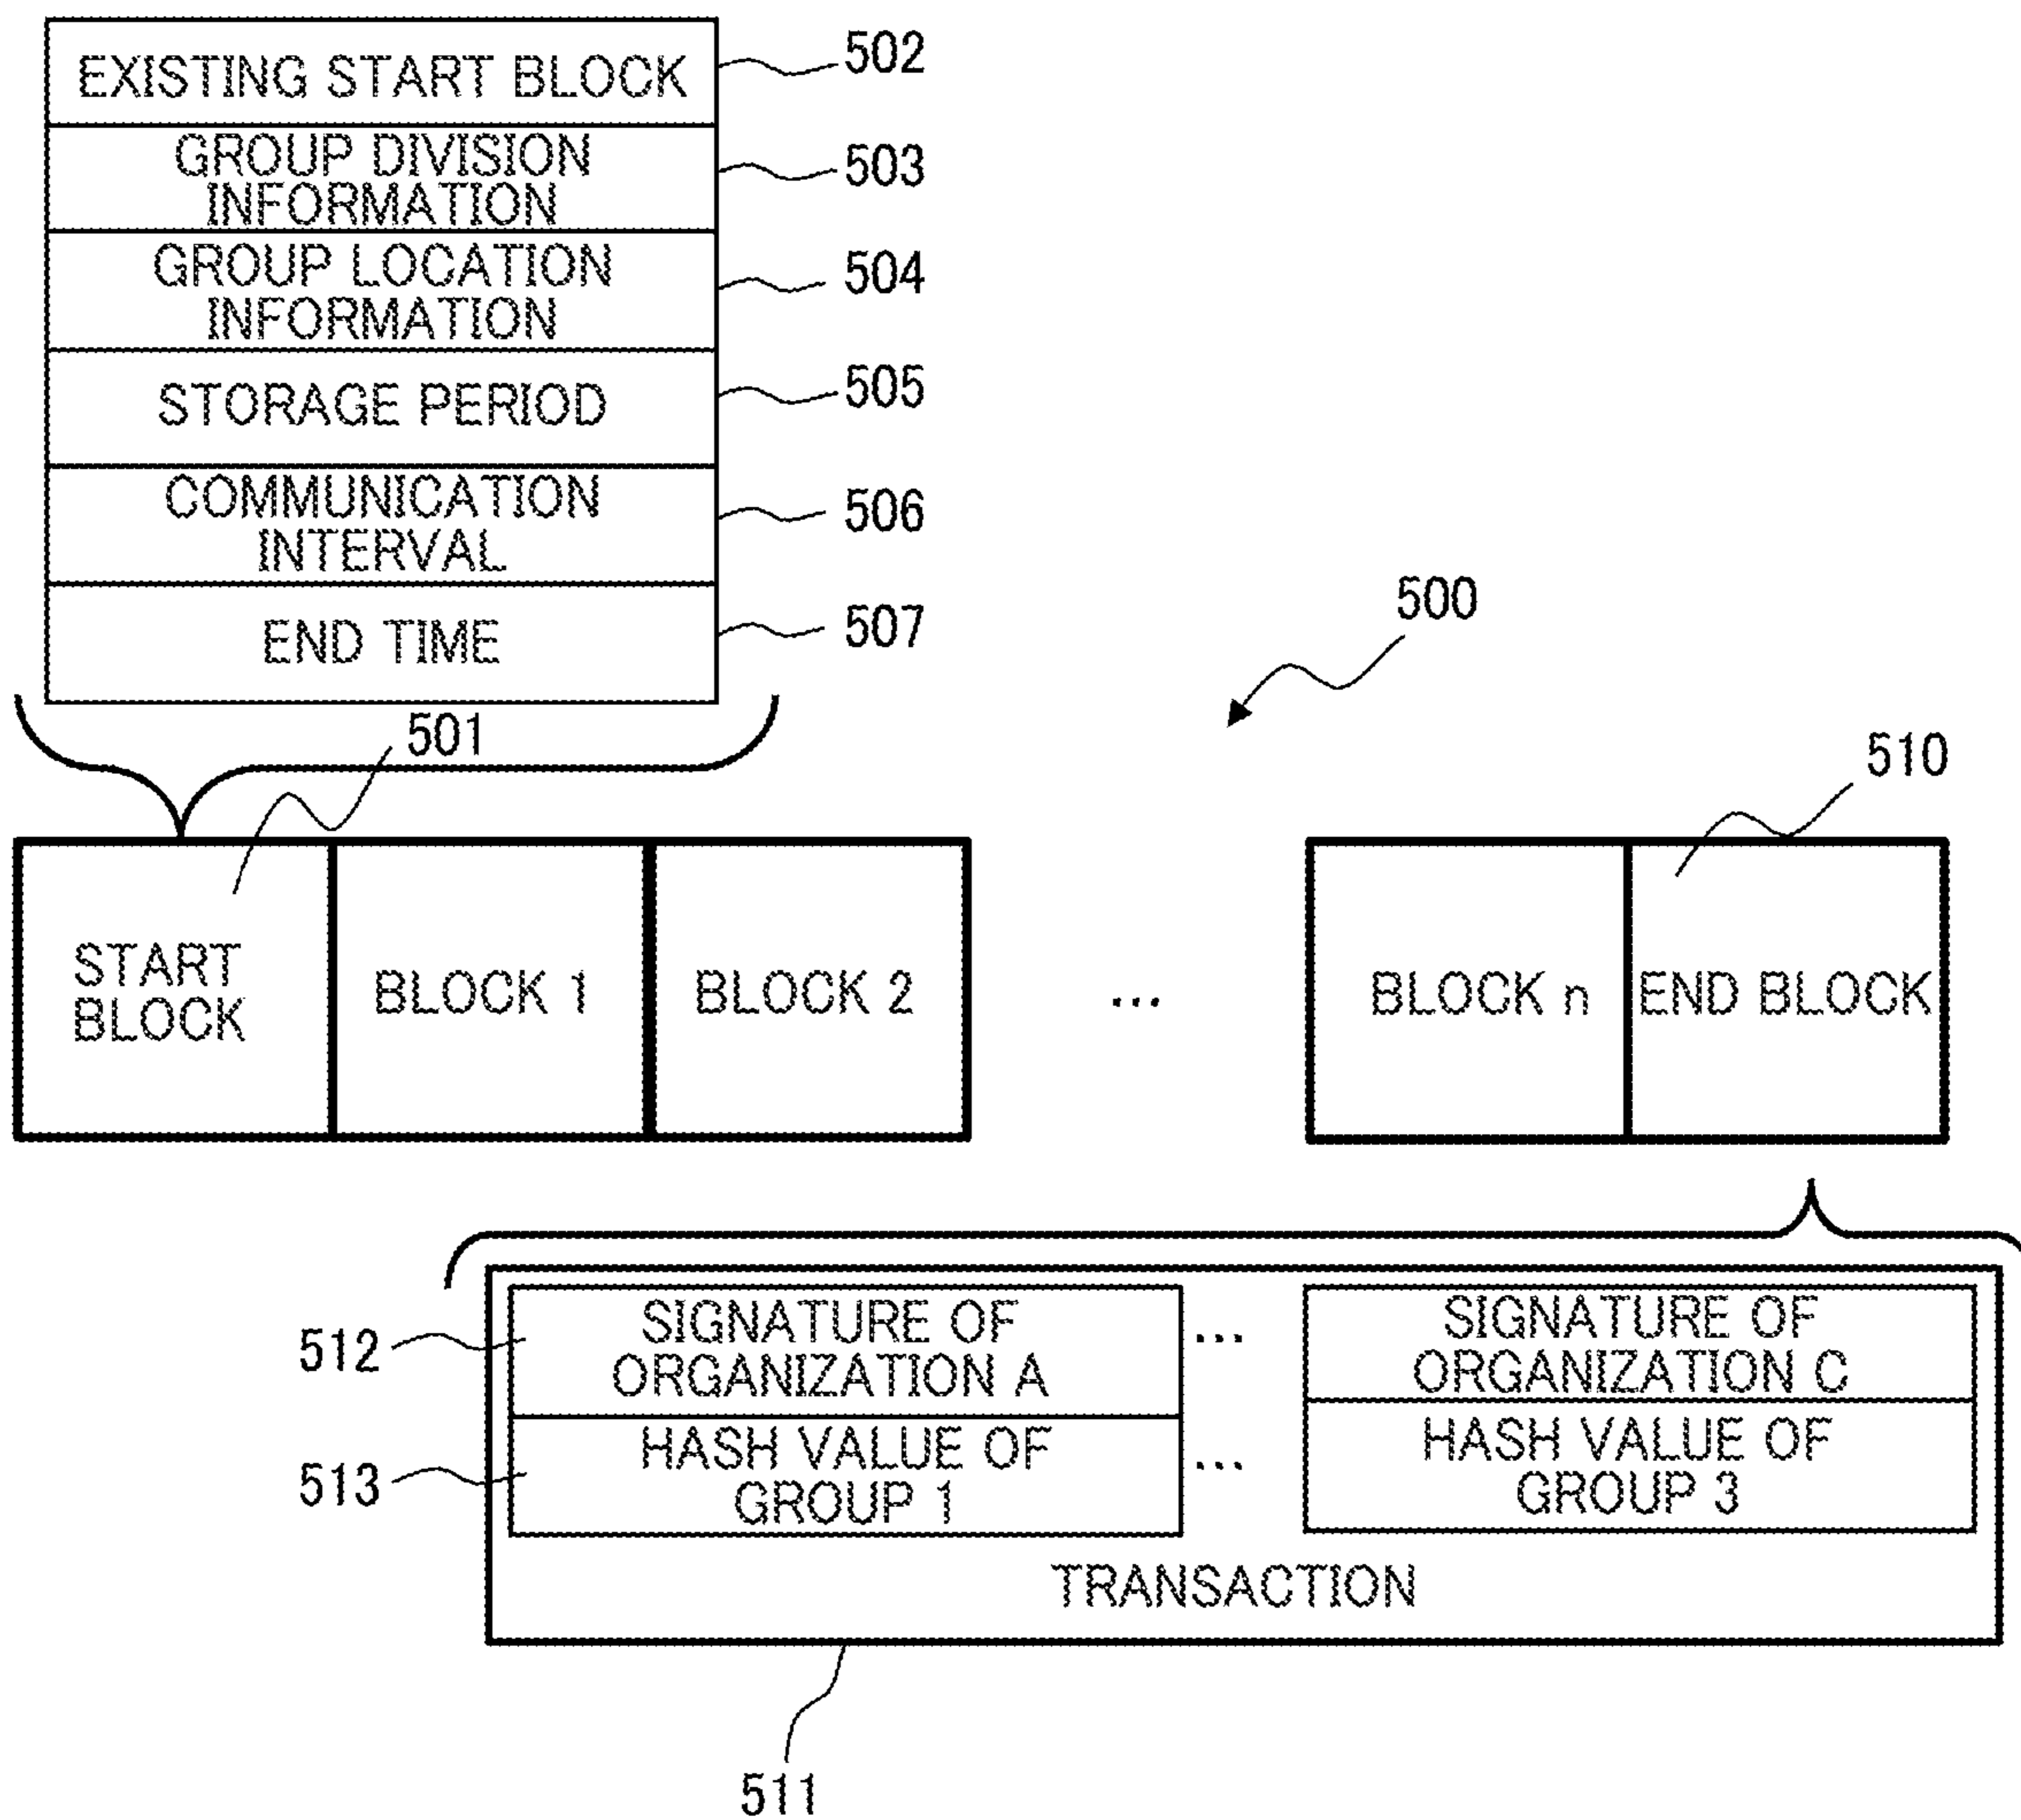 EXISTING START BLOCK
502
GROUP DIVISION
INFORMATION
503
GROUP LOCATION
INFORMATION
504
STORAGE PERIOD
505
COMMUNICATION
INTERVAL
506
END TIME
507
500
501
510
START
BLOCK
BLOCK 1
BLOCK 2
...
BLOCK n
END BLOCK
512
SIGNATURE OF
ORGANIZATION A
...
SIGNATURE OF
ORGANIZATION C
513
HASH VALUE OF
GROUP 1
...
HASH VALUE OF
GROUP 3
TRANSACTION
511